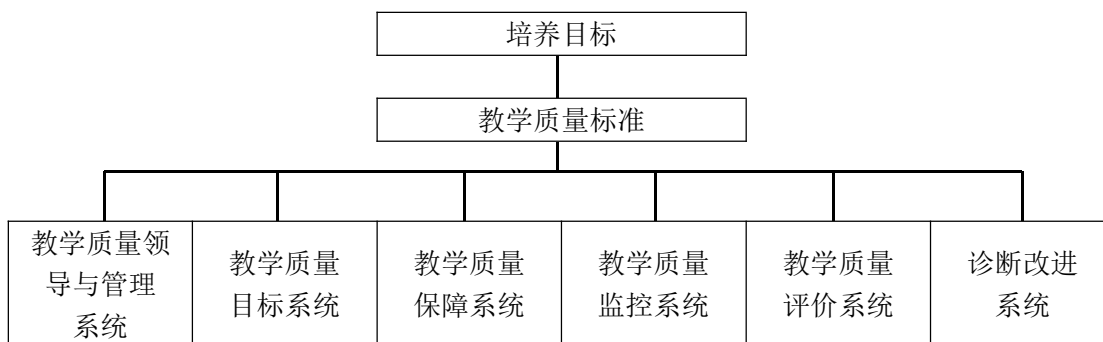 培养目标
教学质量标准
教学质量领
导与管理
系统
教学质量
目标系统
教学质量
保障系统
教学质量
监控系统
教学质量
评价系统
诊断改进
系统